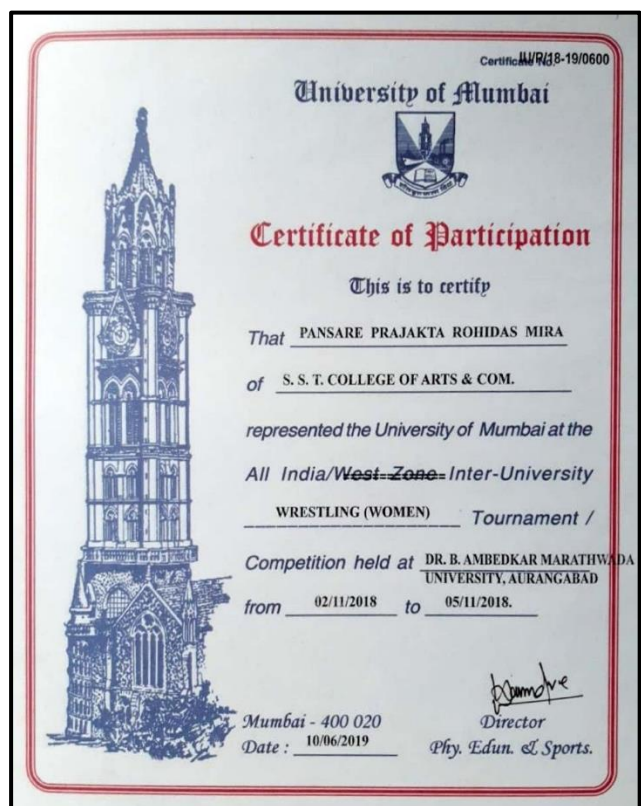 Certificate No. IU/P/18-19/0600
University of Mumbai
Certificate of Participation
This is to certify
That PANSARE PRAJAKTA ROHIDAS MIRA
of S. S. T. COLLEGE OF ARTS & COM.
represented the University of Mumbai at the
All India/West Zone Inter-University
WRESTLING (WOMEN) Tournament /
Competition held at DR. B. AMBEDKAR MARATHWADA
UNIVERSITY, AURANGABAD
from 02/11/2018 to 05/11/2018.
Mumbai - 400 020
Director
Date : 10/06/2019
Phy. Edun. & Sports.